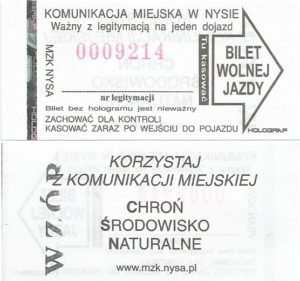 KOMUNIKACJA MIEJSKA W NYSIE
Ważny z legitymacją na jeden dojazd
MZK NYSA
0009214
nr legitymacji
Bilet bez hologramu jest nieważny
ZACHOWAĆ DLA KONTROLI
KASOWAĆ ZARAZ PO WEJŚCIU DO POJAZDU
Tu kasować
BILET
WOLNEJ
JAZDY
HOLOGRAF
WZÓR
KORZYSTAJ
Z KOMUNIKACJI MIEJSKIEJ
CHROŃ
ŚRODOWISKO
NATURALNE
www.mzk.nysa.pl